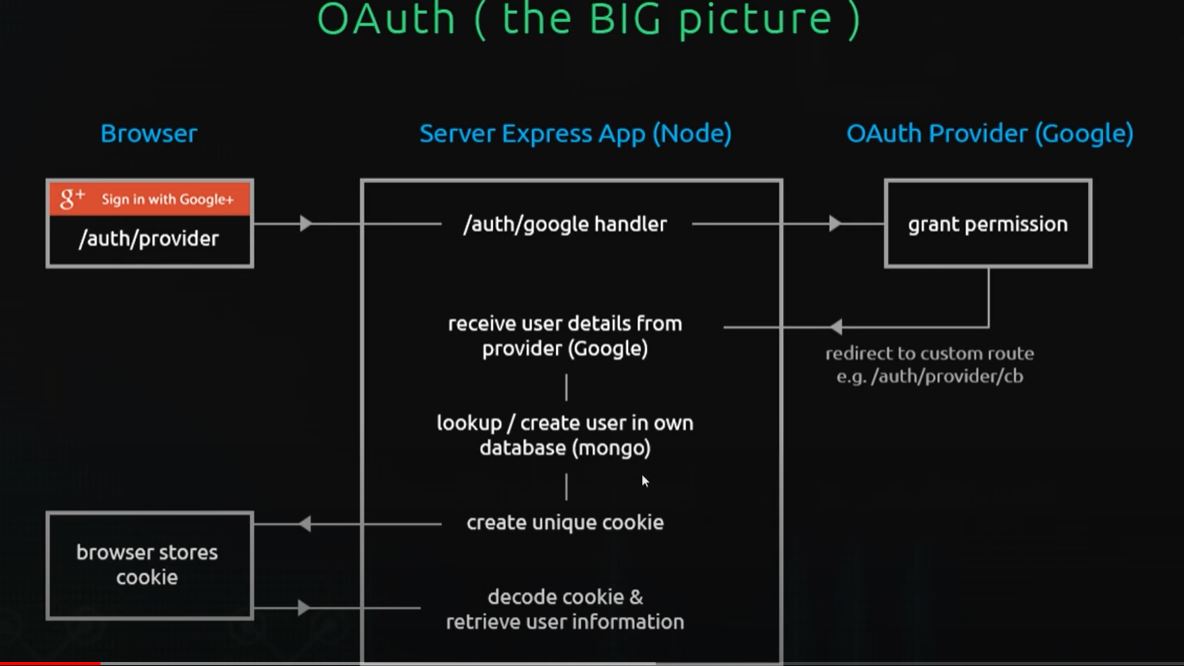 OAuth ( the BIG picture )
Browser
Server Express App (Node)
OAuth Provider (Google)
g+ Sign in with Google+
/auth/provider
/auth/google handler
grant permission
receive user details from
provider (Google)
redirect to custom route
e.g. /auth/provider/cb
lookup / create user in own
database (mongo)
create unique cookie
browser stores
cookie
decode cookie &
retrieve user information